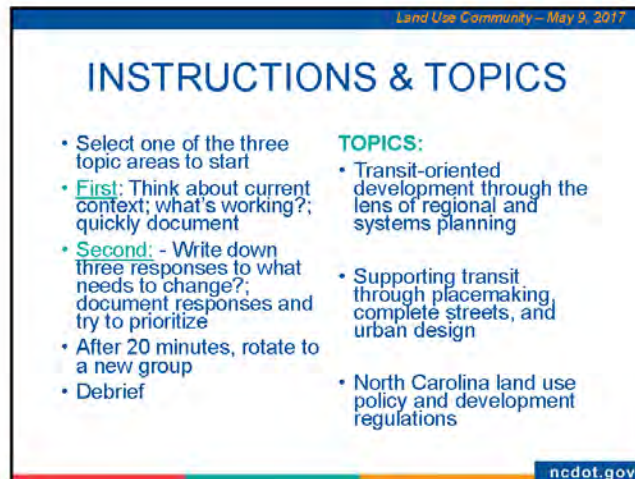 Land Use Community – May 9, 2017
INSTRUCTIONS & TOPICS
• Select one of the three
topic areas to start
• First: Think about current
context; what's working?;
quickly document
• Second: - Write down
three responses to what
needs to change?;
document responses and
try to prioritize
• After 20 minutes, rotate to
a new group
• Debrief
TOPICS:
• Transit-oriented
development through the
lens of regional and
systems planning
• Supporting transit
through placemaking,
complete streets, and
urban design
• North Carolina land use
policy and development
regulations
ncdot.gov